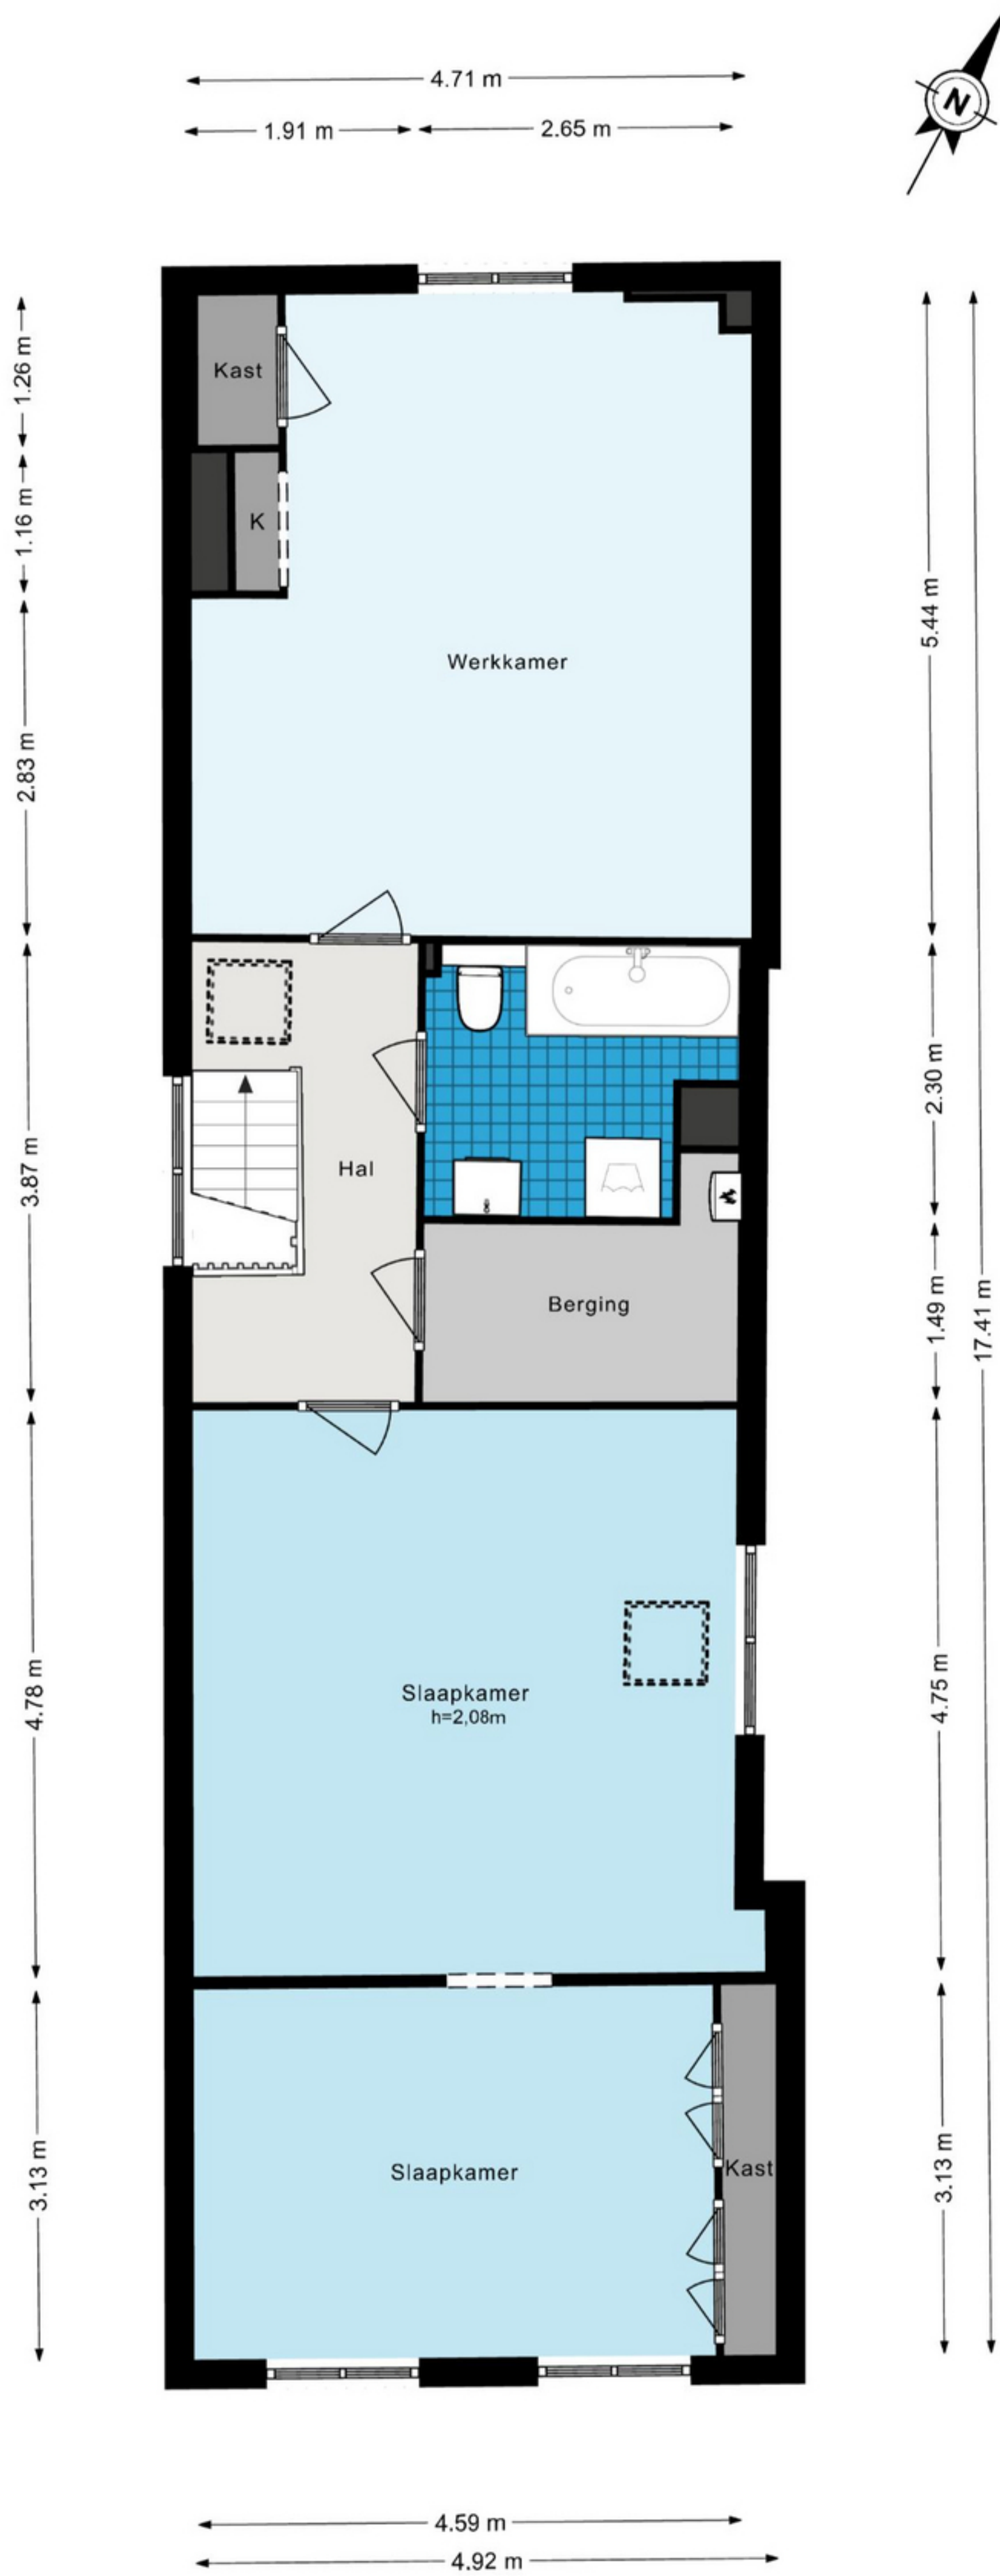 4.71 m
1.91 m
2.65 m
N
Kast
1.26 m
K
1.16 m
5.44 m
Werkkamer
2.83 m
2.30 m
Hal
3.87 m
Berging
1.49 m
17.41 m
Slaapkamer
h=2,08m
4.78 m
4.75 m
Slaapkamer
Kast
3.13 m
3.13 m
4.59 m
4.92 m